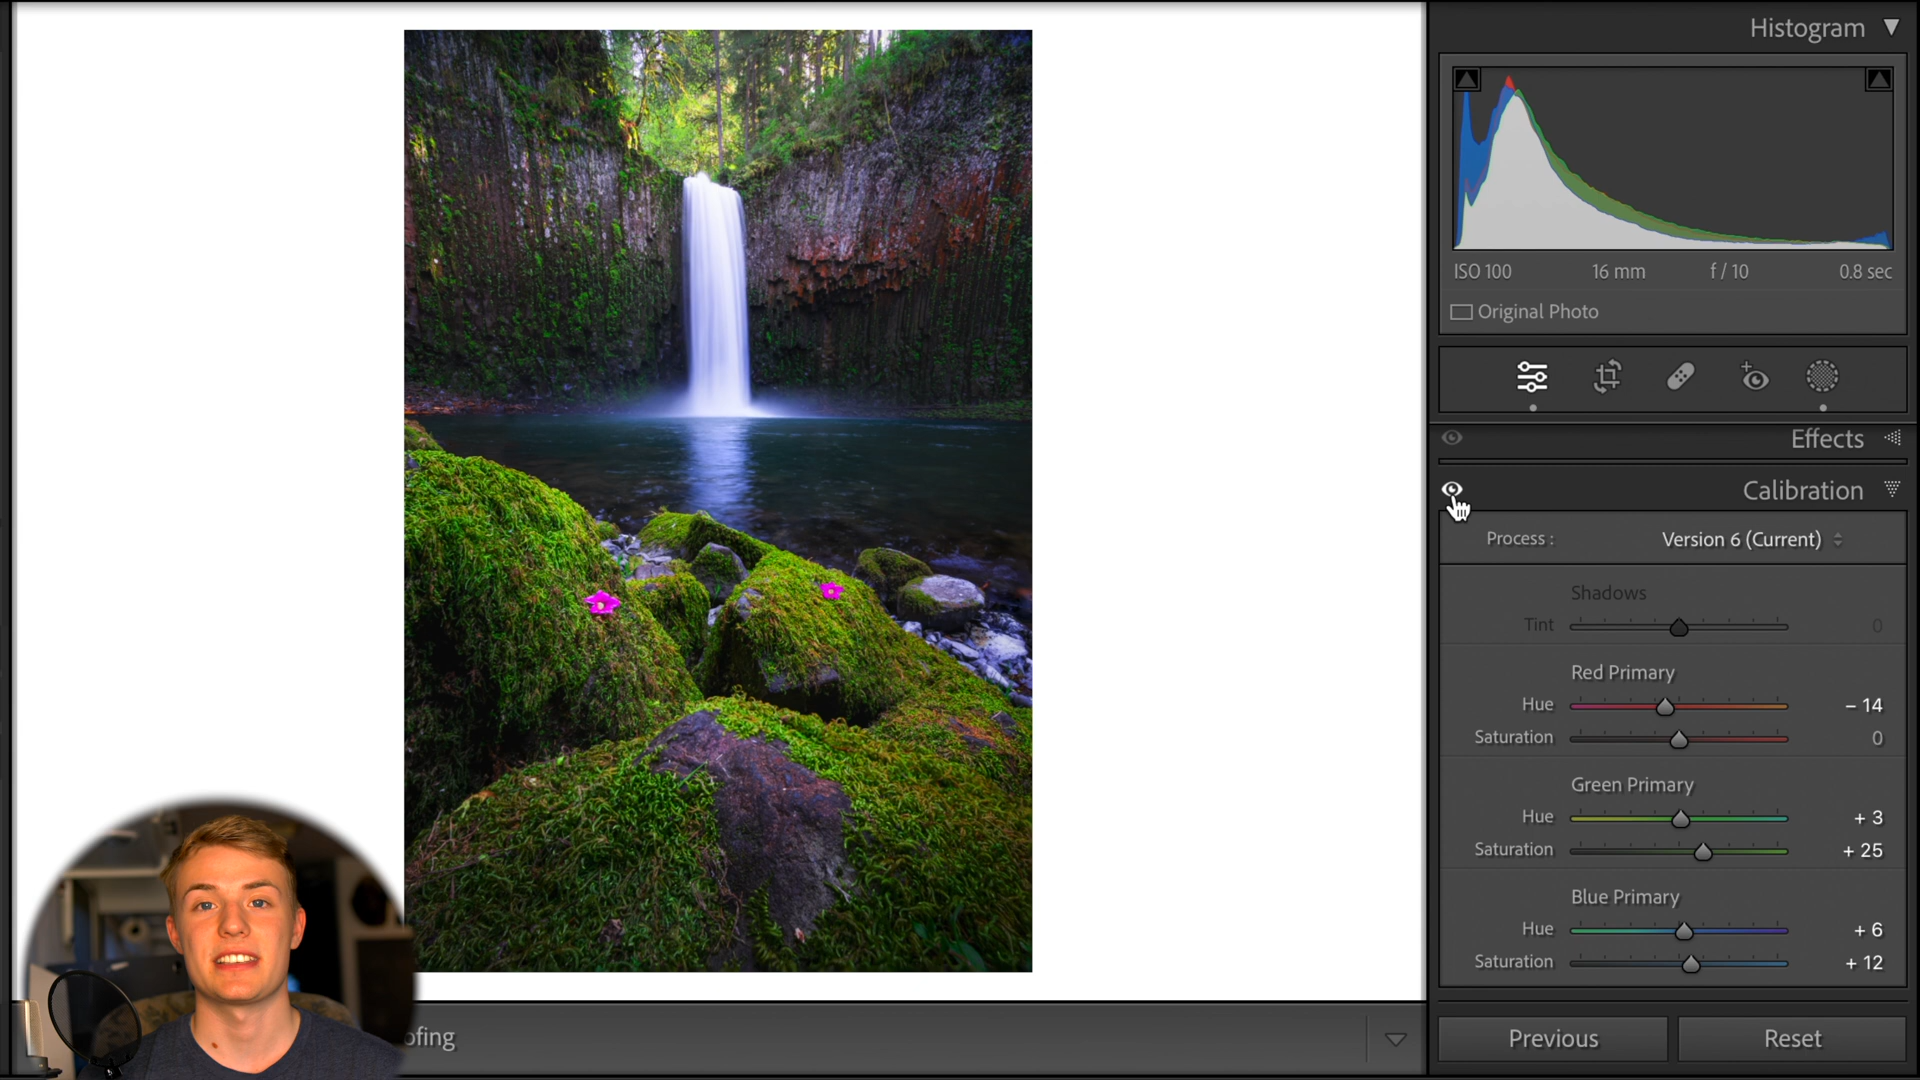 Histogram
ISO 100 16 mm f / 10 0.8 sec
Original Photo
Effects
Calibration
Process : Version 6 (Current)
Shadows
Tint 0
Red Primary
Hue - 14
Saturation 0
Green Primary
Hue + 3
Saturation + 25
Blue Primary
Hue + 6
Saturation + 12
ofing
Previous Reset